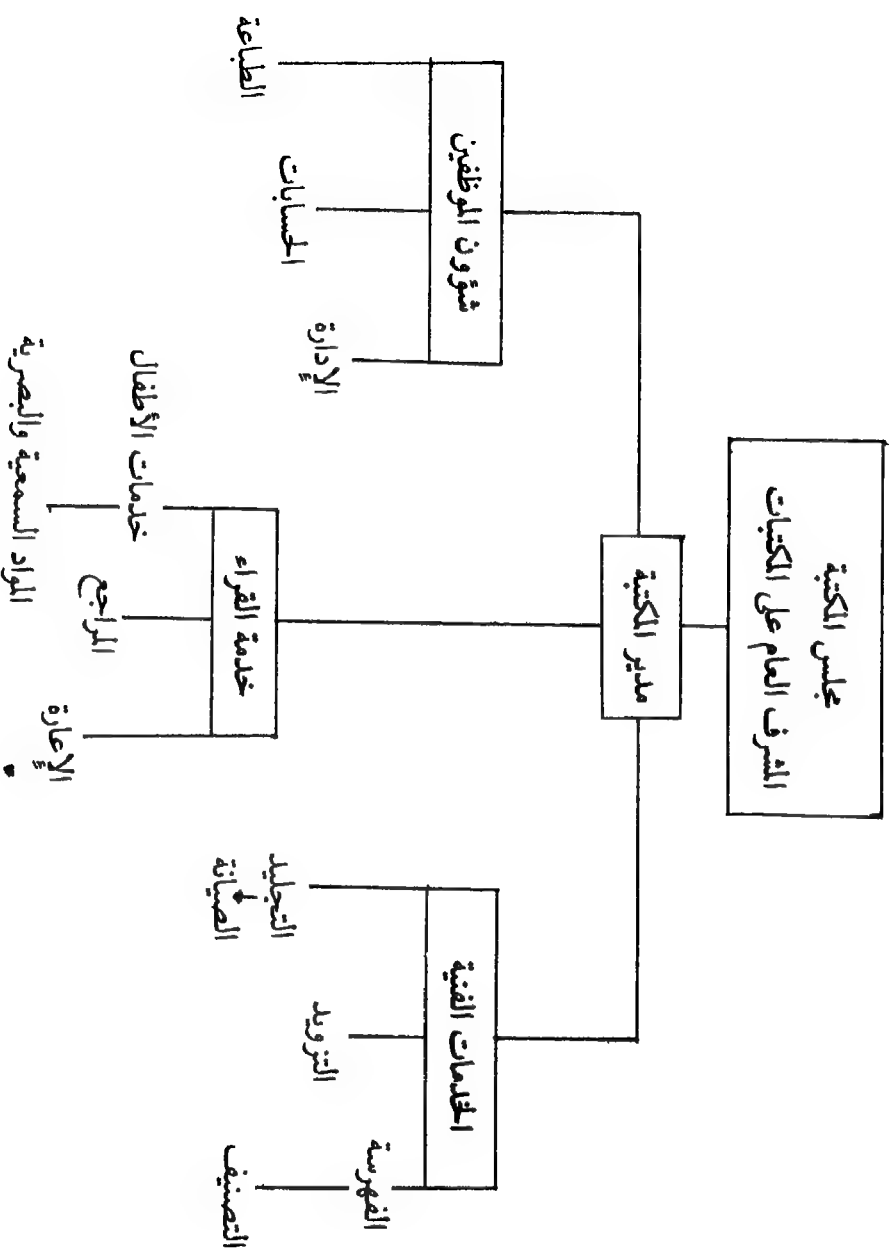 مجلس المكتبة
المشرف العام على المكتبات
مدير المكتبة
الخدمات الفنية
الفهرسة
التصنيف
التزويد
التجليد
الصيانة
خدمة القراء
الإعارة
المراجع
خدمات الأطفال
المواد السمعية والبصرية
شؤون الموظفين
الإدارة
الحسابات
الطباعة